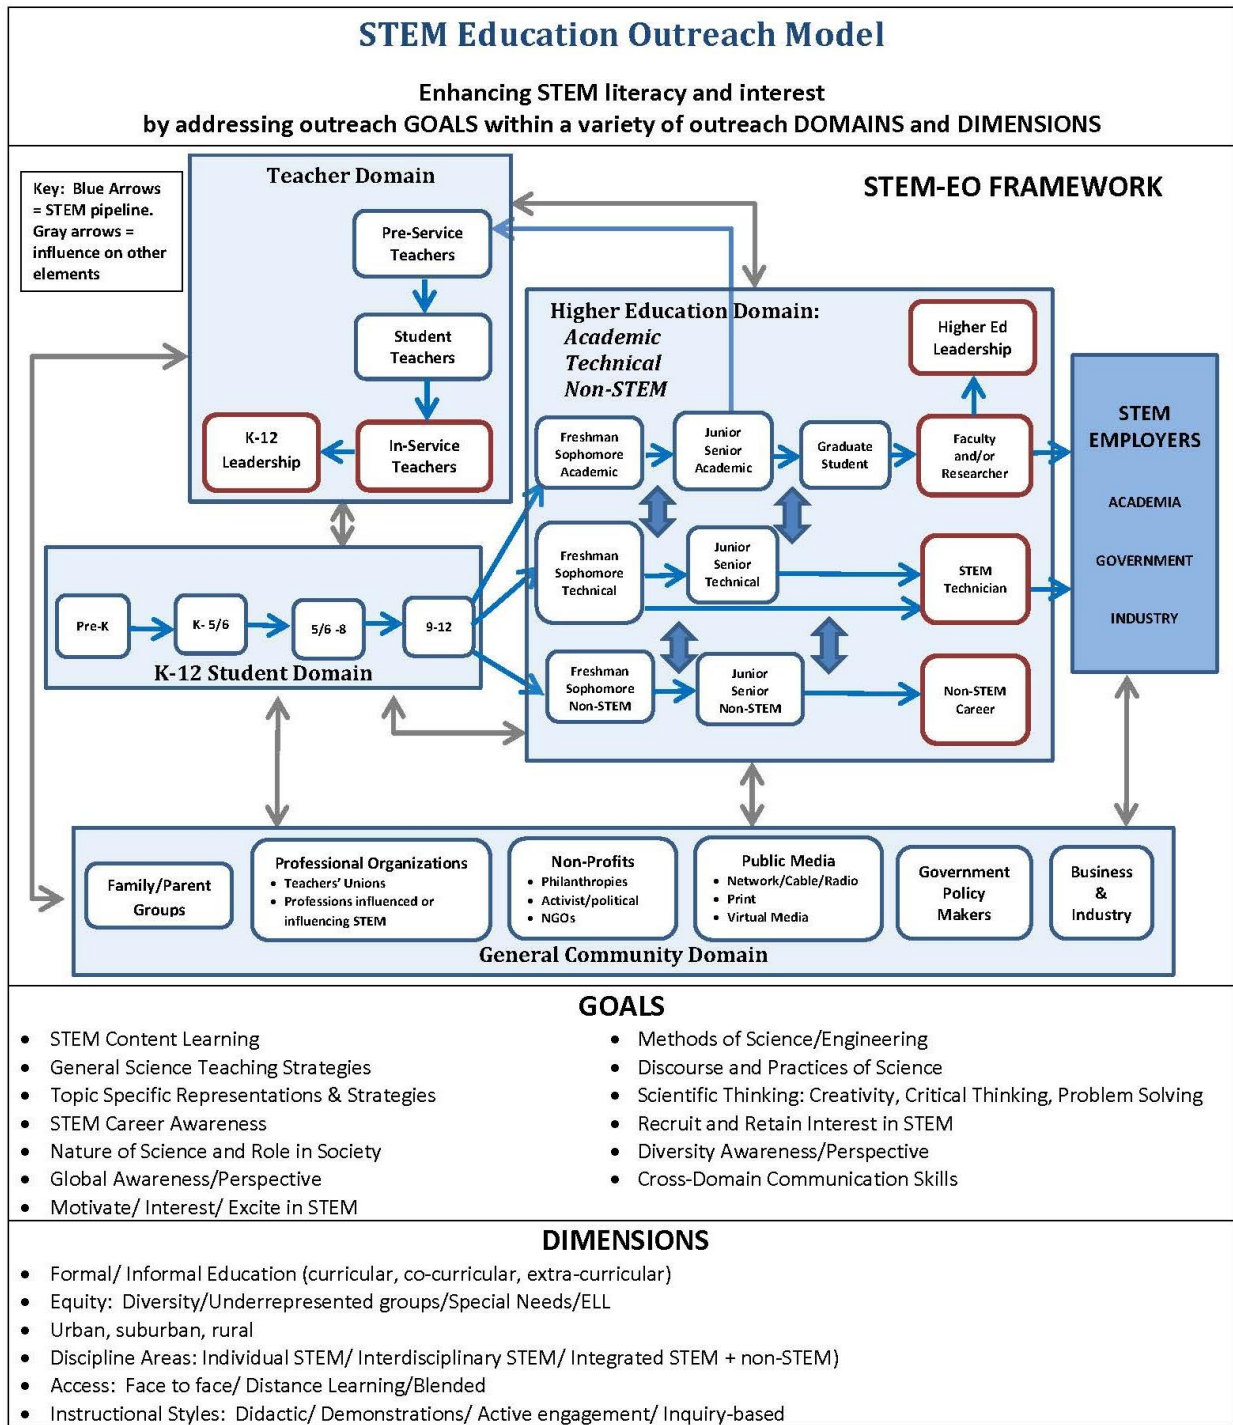 STEM Education Outreach Model
Enhancing STEM literacy and interest
by addressing outreach GOALS within a variety of outreach DOMAINS and DIMENSIONS
Key: Blue Arrows
= STEM pipeline.
Gray arrows =
influence on other
elements
STEM-EO FRAMEWORK
Teacher Domain
Pre-Service
Teachers
Student
Teachers
In-Service
Teachers
K-12
Leadership
Higher Education Domain:
Academic
Technical
Non-STEM
Higher Ed
Leadership
Freshman
Sophomore
Academic
Junior
Senior
Academic
Graduate
Student
Faculty
and/or
Researcher
Freshman
Sophomore
Technical
Junior
Senior
Technical
STEM
Technician
Freshman
Sophomore
Non-STEM
Junior
Senior
Non-STEM
Non-STEM
Career
STEM
EMPLOYERS
ACADEMIA
GOVERNMENT
INDUSTRY
Pre-K
K- 5/6
5/6 -8
9-12
K-12 Student Domain
Family/Parent
Groups
Professional Organizations
• Teachers' Unions
• Professions influenced or
influencing STEM
Non-Profits
• Philanthropies
• Activist/political
• NGOs
Public Media
• Network/Cable/Radio
• Print
• Virtual Media
Government
Policy
Makers
Business
&
Industry
General Community Domain
GOALS
• STEM Content Learning
• General Science Teaching Strategies
• Topic Specific Representations & Strategies
• STEM Career Awareness
• Nature of Science and Role in Society
• Global Awareness/Perspective
• Motivate/ Interest/ Excite in STEM
• Methods of Science/Engineering
• Discourse and Practices of Science
• Scientific Thinking: Creativity, Critical Thinking, Problem Solving
• Recruit and Retain Interest in STEM
• Diversity Awareness/Perspective
• Cross-Domain Communication Skills
DIMENSIONS
• Formal/ Informal Education (curricular, co-curricular, extra-curricular)
• Equity: Diversity/Underrepresented groups/Special Needs/ELL
• Urban, suburban, rural
• Discipline Areas: Individual STEM/ Interdisciplinary STEM/ Integrated STEM + non-STEM)
• Access: Face to face/ Distance Learning/Blended
• Instructional Styles: Didactic/ Demonstrations/ Active engagement/ Inquiry-based